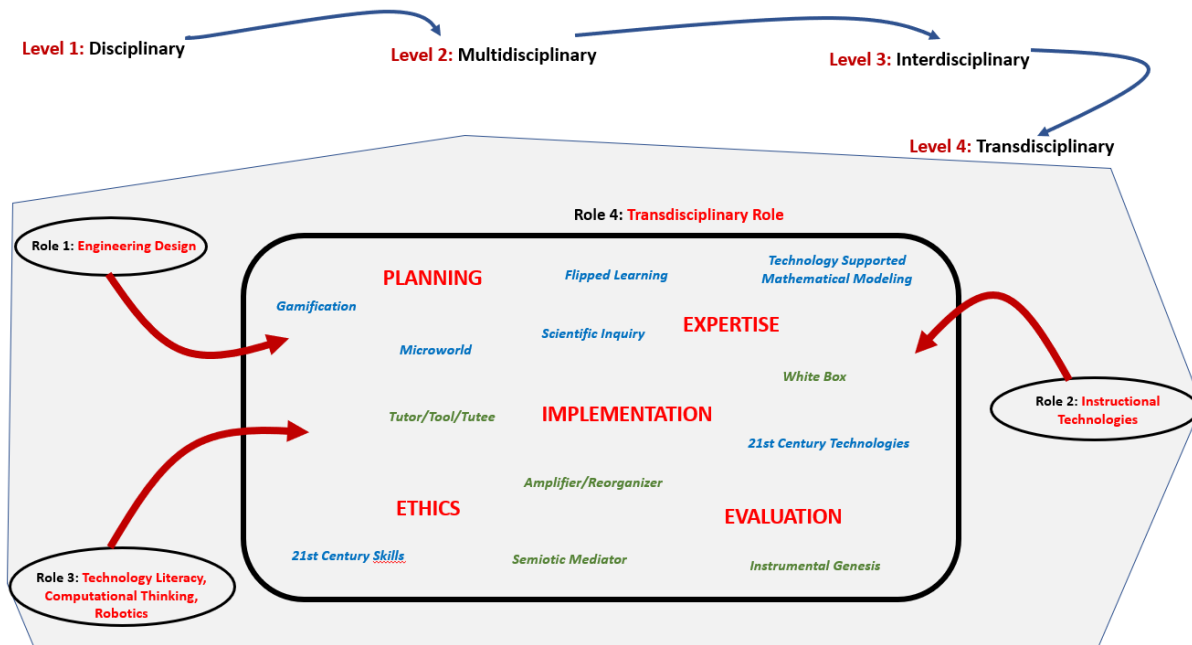 Level 1: Disciplinary
Level 2: Multidisciplinary
Level 3: Interdisciplinary
Level 4: Transdisciplinary
Role 4: Transdisciplinary Role
Role 1: Engineering Design
PLANNING
Flipped Learning
Technology Supported
Mathematical Modeling
Gamification
Scientific Inquiry
EXPERTISE
Microworld
White Box
Role 2: Instructional
Technologies
Tutor/Tool/Tutee
IMPLEMENTATION
21st Century Technologies
Amplifier/Reorganizer
ETHICS
EVALUATION
21st Century Skills
Semiotic Mediator
Instrumental Genesis
Role 3: Technology Literacy,
Computational Thinking,
Robotics